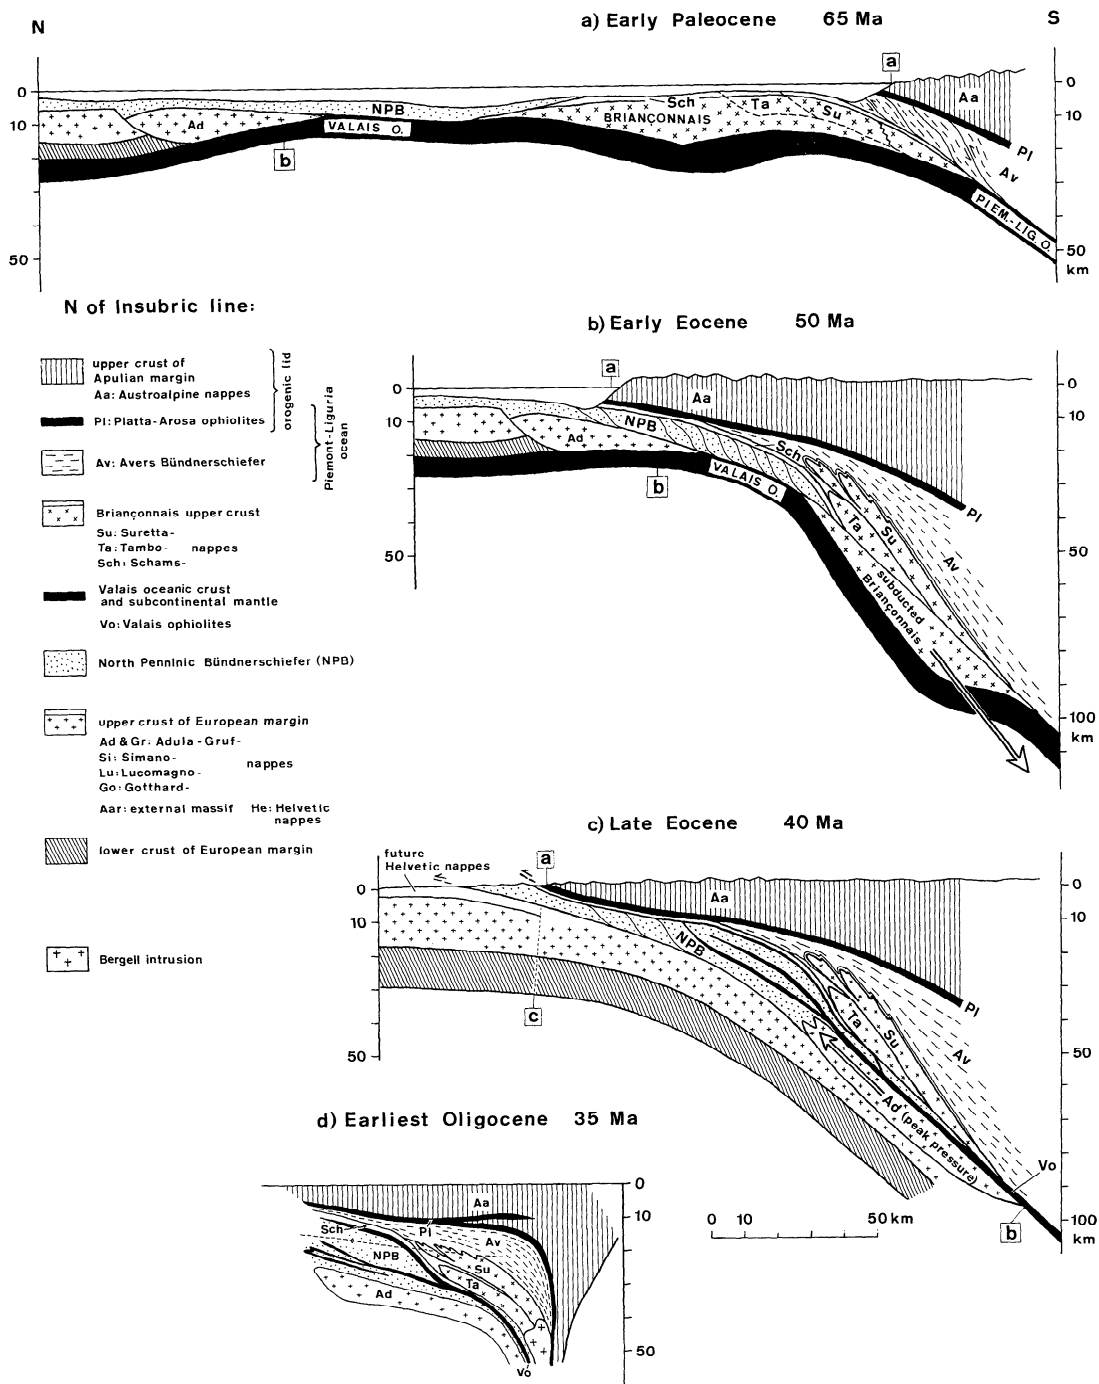 a) Early Paleocene 65 Ma
N
S
a
0
0
10
10
50
50
km
NPB
Ad
VALAIS O.
b
Sch
Ta
Su
BRIANÇONNAIS
Aa
Pl
Av
PIEM.-LIG. O.
N of Insubric line:
upper crust of
Apulian margin
Aa: Austroalpine nappes
Pl: Platta-Arosa ophiolites
orogenic lid
Av: Avers Bündnerschiefer
Piemont-Liguria
ocean
Briançonnais upper crust
Su: Suretta-
Ta: Tambo- nappes
Sch: Schams-
Valais oceanic crust
and subcontinental mantle
Vo: Valais ophiolites
North Penninic Bündnerschiefer (NPB)
upper crust of European margin
Ad & Gr: Adula-Gruf-
Si: Simano-
nappes
Lu: Lucomagno-
Go: Gotthard-
Aar: external massif He: Helvetic
nappes
lower crust of European margin
Bergell intrusion
b) Early Eocene 50 Ma
a
0
0
10
10
50
50
100
km
Aa
NPB
Ad
Sch
VALAIS O.
b
Ta
Su
Pl
Av
subducted
Briançonnais
c) Late Eocene 40 Ma
future
Helvetic nappes
a
0
0
10
10
50
50
100
km
Aa
NPB
c
Ta
Su
Pl
Av
Ad (peak pressure)
Vo
b
0 10 50 km
d) Earliest Oligocene 35 Ma
0
10
50
Aa
Sch
Pl
Av
NPB
Su
Ta
Ad
Vo